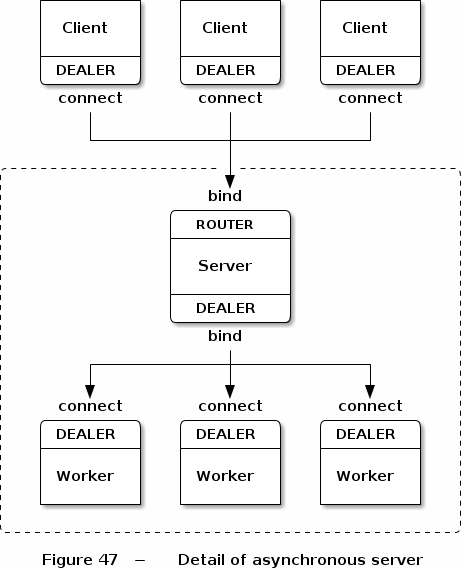 Client Client Client
DEALER DEALER DEALER
connect connect connect
bind
ROUTER
Server
DEALER
bind
connect connect connect
DEALER DEALER DEALER
Worker Worker Worker
Figure 47 – Detail of asynchronous server